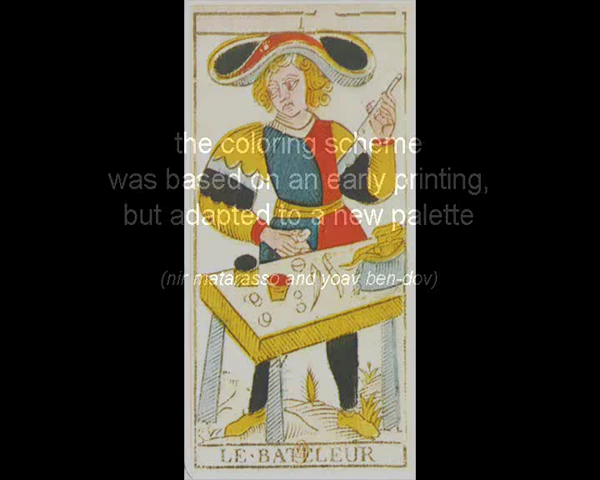 I
the coloring scheme
was based on an early printing,
but adapted to a new palette
(nir matarasso and yoav ben-dov)
LE·BATELEUR